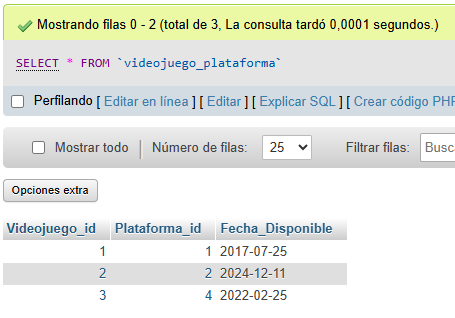 Mostrando filas 0 - 2 (total de 3, La consulta tardó 0,0001 segundos.)
SELECT * FROM `videojuego_plataforma`
Perfilando [ Editar en línea ] [ Editar ] [ Explicar SQL ] [ Crear código PHP
Mostrar todo Número de filas: 25 Filtrar filas: Busc
Opciones extra
Videojuego_id Plataforma_id Fecha_Disponible
1 1 2017-07-25
2 2 2024-12-11
3 4 2022-02-25